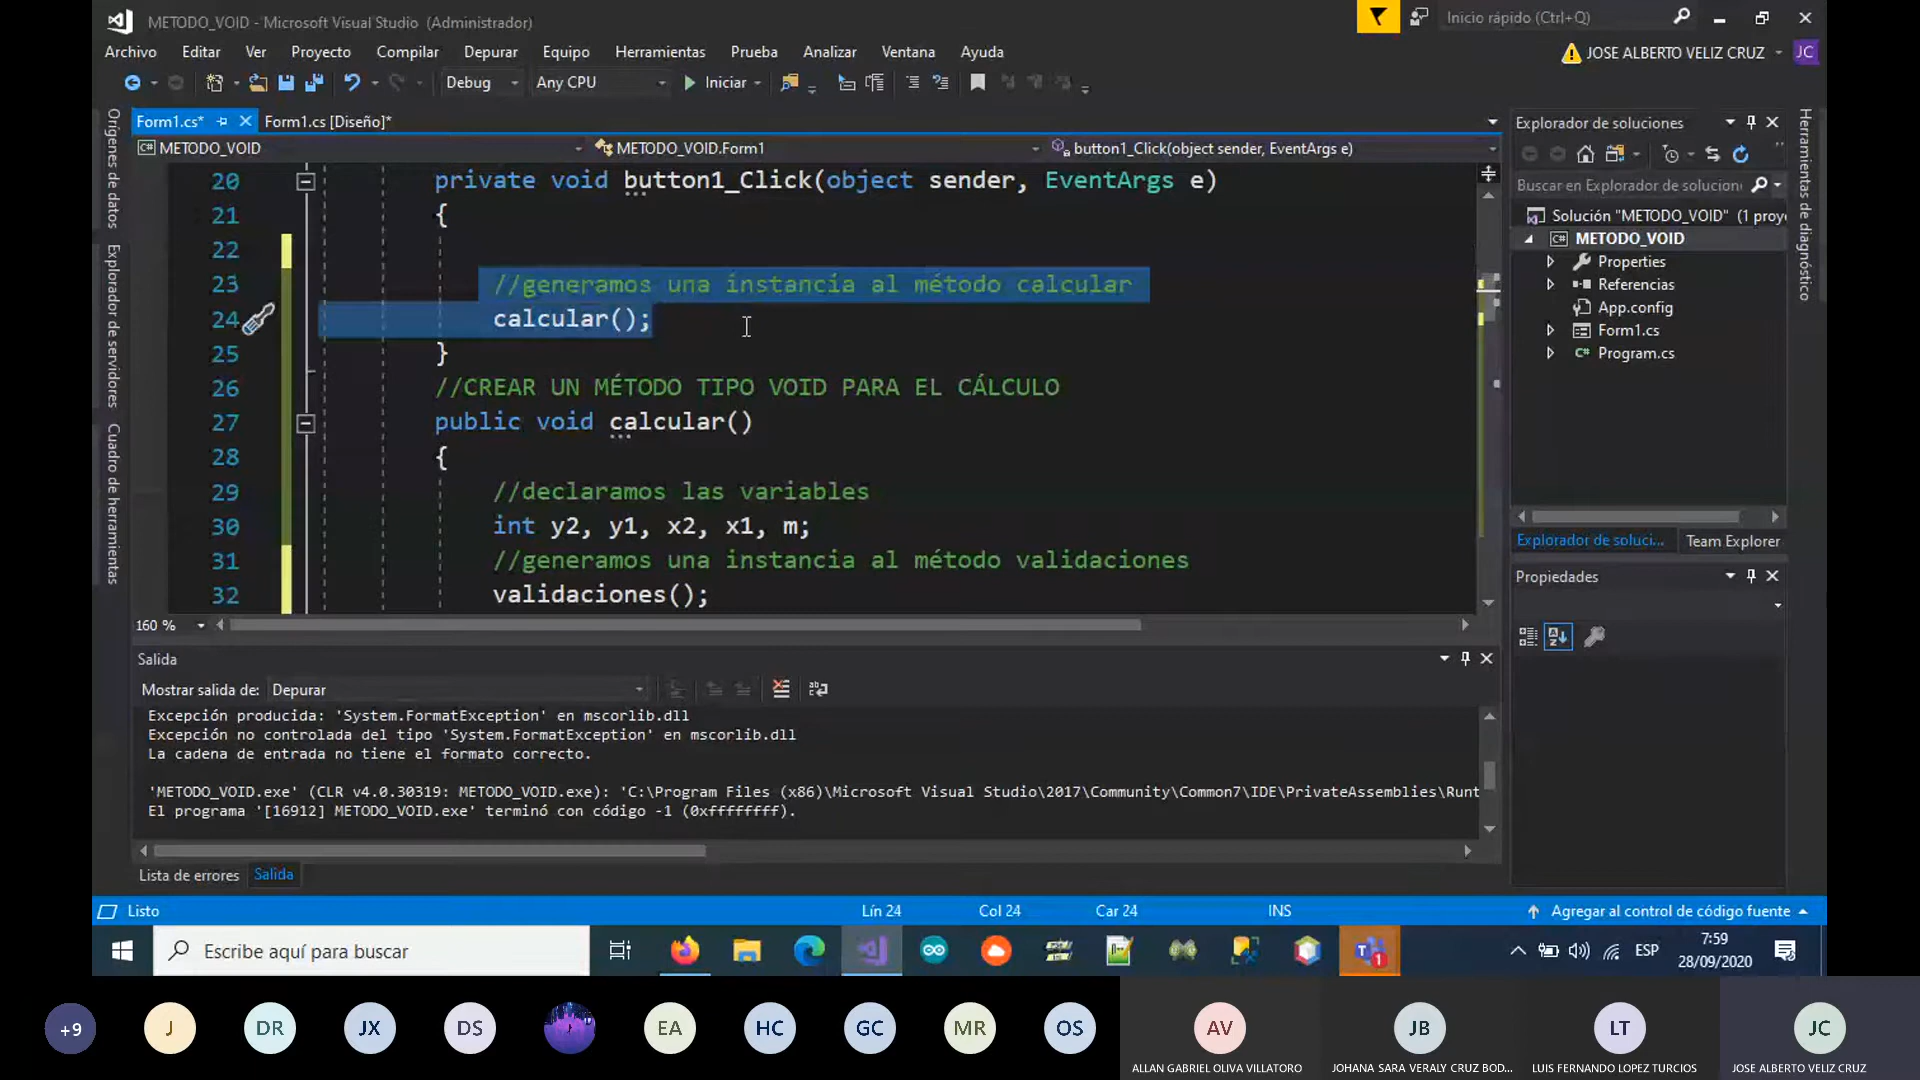 METODO_VOID - Microsoft Visual Studio (Administrador)
Inicio rápido (Ctrl+Q)
Archivo Editar Ver Proyecto Compilar Depurar Equipo Herramientas Prueba Analizar Ventana Ayuda
JOSE ALBERTO VELIZ CRUZ JC
Debug Any CPU Iniciar
Orígenes de datos
Explorador de servidores
Cuadro de herramientas
Form1.cs* Form1.cs [Diseño]*
METODO_VOID METODO_VOID.Form1 button1_Click(object sender, EventArgs e)
20 private void button1_Click(object sender, EventArgs e)
21 {
22
23 //generamos una instancia al método calcular
24 calcular();
25 }
26 //CREAR UN MÉTODO TIPO VOID PARA EL CÁLCULO
27 public void calcular()
28 {
29 //declaramos las variables
30 int y2, y1, x2, x1, m;
31 //generamos una instancia al método validaciones
32 validaciones();
160 %
Salida
Mostrar salida de: Depurar
Excepción producida: 'System.FormatException' en mscorlib.dll
Excepción no controlada del tipo 'System.FormatException' en mscorlib.dll
La cadena de entrada no tiene el formato correcto.
'METODO_VOID.exe' (CLR v4.0.30319: METODO_VOID.exe): 'C:\Program Files (x86)\Microsoft Visual Studio\2017\Community\Common7\IDE\PrivateAssemblies\Runt
El programa '[16912] METODO_VOID.exe' terminó con código -1 (0xffffffff).
Lista de errores Salida
Explorador de soluciones
Buscar en Explorador de solucion
Solución "METODO_VOID" (1 proye
METODO_VOID
Properties
Referencias
App.config
Form1.cs
Program.cs
Explorador de soluci... Team Explorer
Propiedades
Herramientas de diagnóstico
Listo Lín 24 Col 24 Car 24 INS Agregar al control de código fuente
Escribe aquí para buscar
1
ESP
7:59
28/09/2020
+9 J DR JX DS EA HC GC MR OS AV JB LT JC
ALLAN GABRIEL OLIVA VILLATORO
JOHANA SARA VERALY CRUZ BOD...
LUIS FERNANDO LOPEZ TURCIOS
JOSE ALBERTO VELIZ CRUZ